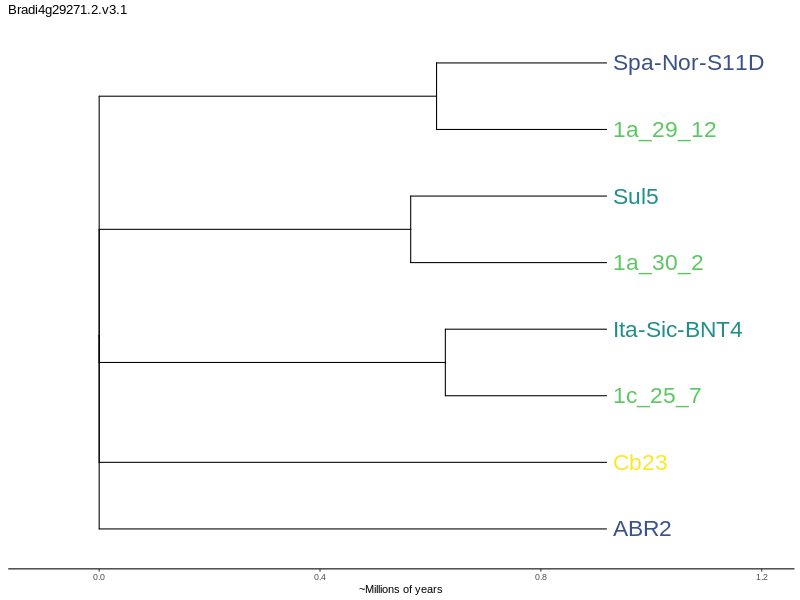 Bradi4g29271.2.v3.1
Spa-Nor-S11D
1a_29_12
Sul5
1a_30_2
Ita-Sic-BNT4
1c_25_7
Cb23
ABR2
0.0 0.4 0.8 1.2
~Millions of years